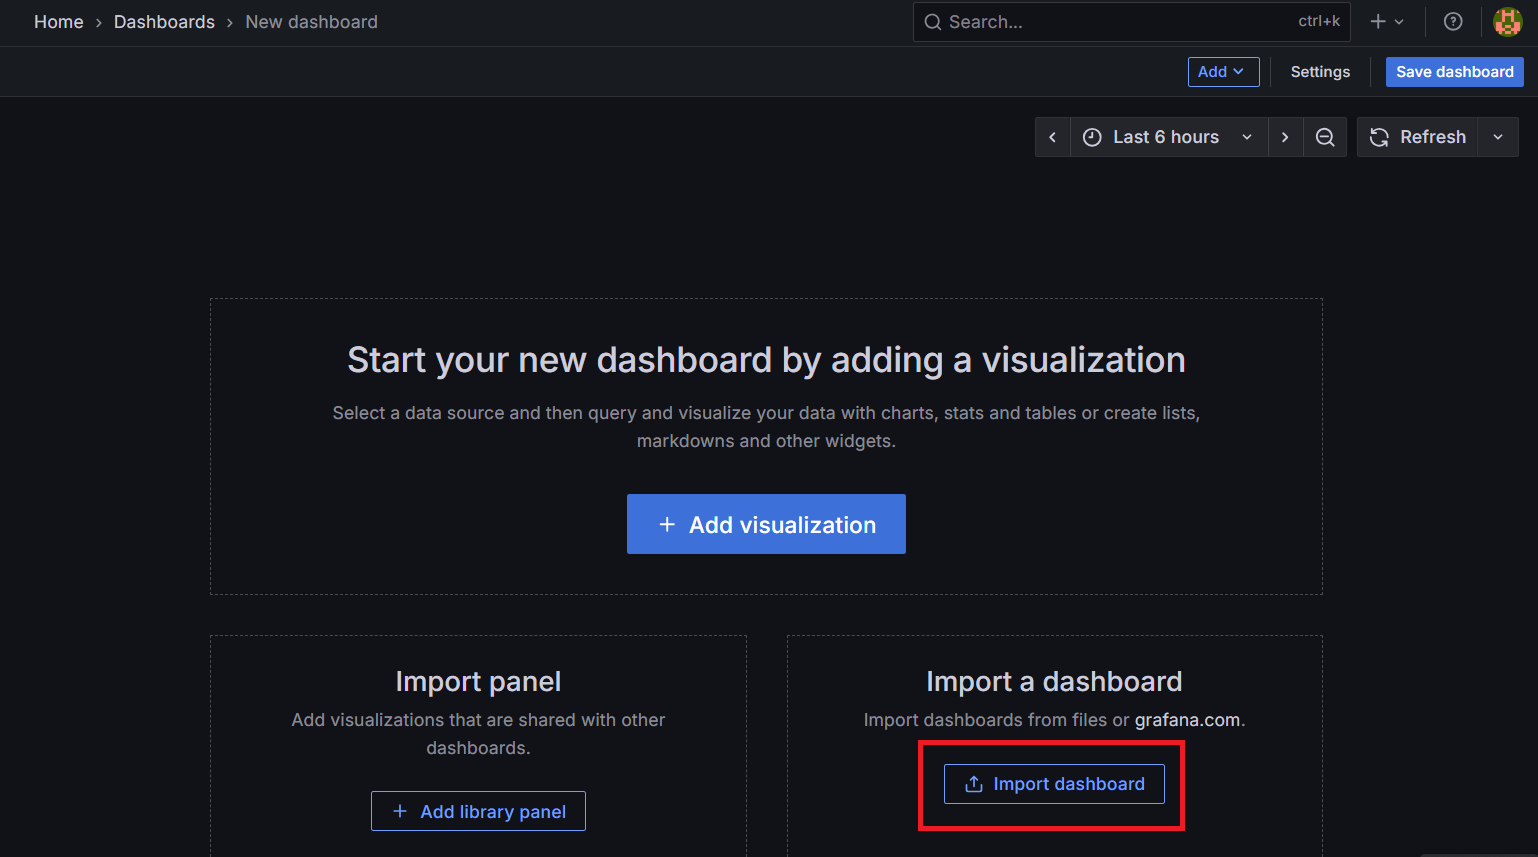 Home › Dashboards › New dashboard
Search... ctrl+k
Add Settings Save dashboard
Last 6 hours Refresh
Start your new dashboard by adding a visualization
Select a data source and then query and visualize your data with charts, stats and tables or create lists,
markdowns and other widgets.
+ Add visualization
Import panel
Add visualizations that are shared with other
dashboards.
+ Add library panel
Import a dashboard
Import dashboards from files or grafana.com.
Import dashboard